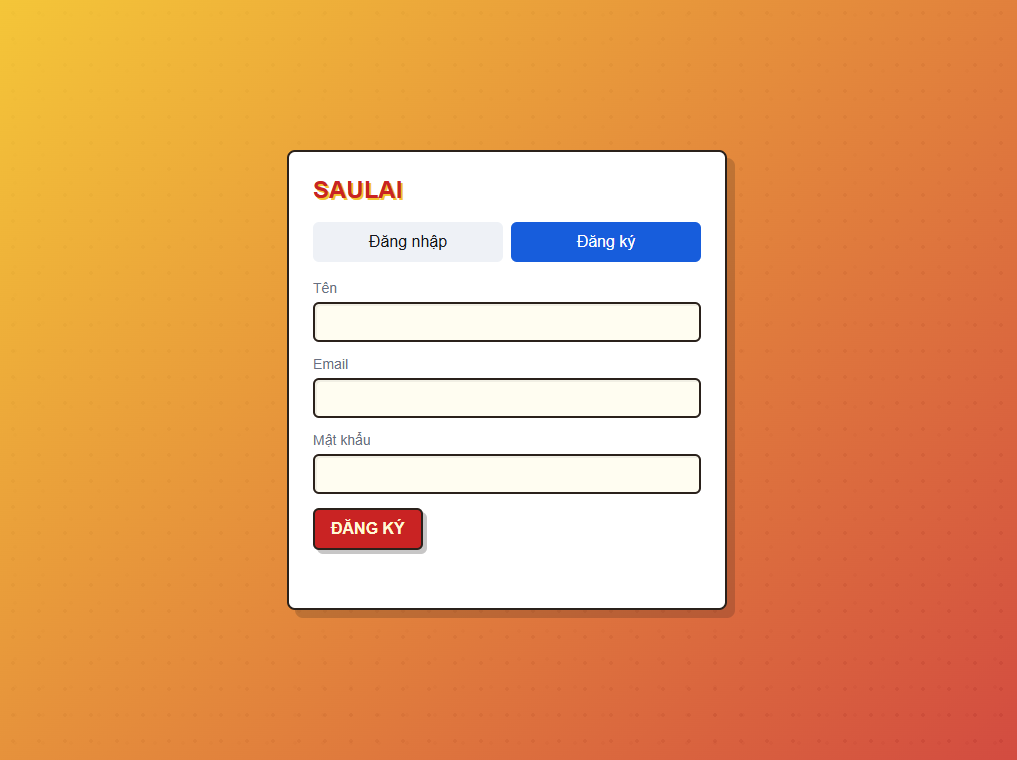 SAULAI
Đăng nhập Đăng ký
Tên
Email
Mật khẩu
ĐĂNG KÝ